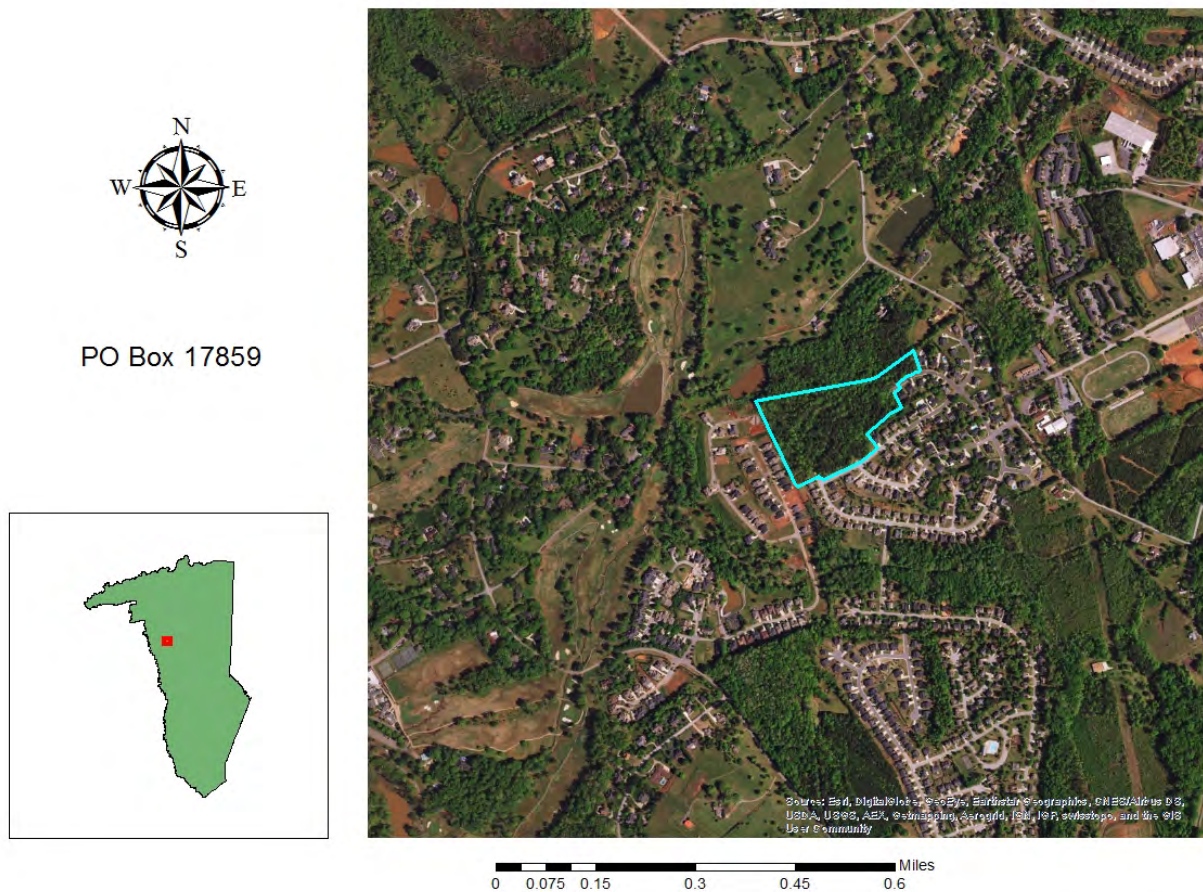 N
W E
S
PO Box 17859
Source: Esri, DigitalGlobe, GeoEye, Earthstar Geographics, CNES/Airbus DS,
USDA, USGS, AEX, Getmapping, Aerogrid, IGN, IGP, swisstopo, and the GIS
User Community
Miles
0 0.075 0.15 0.3 0.45 0.6